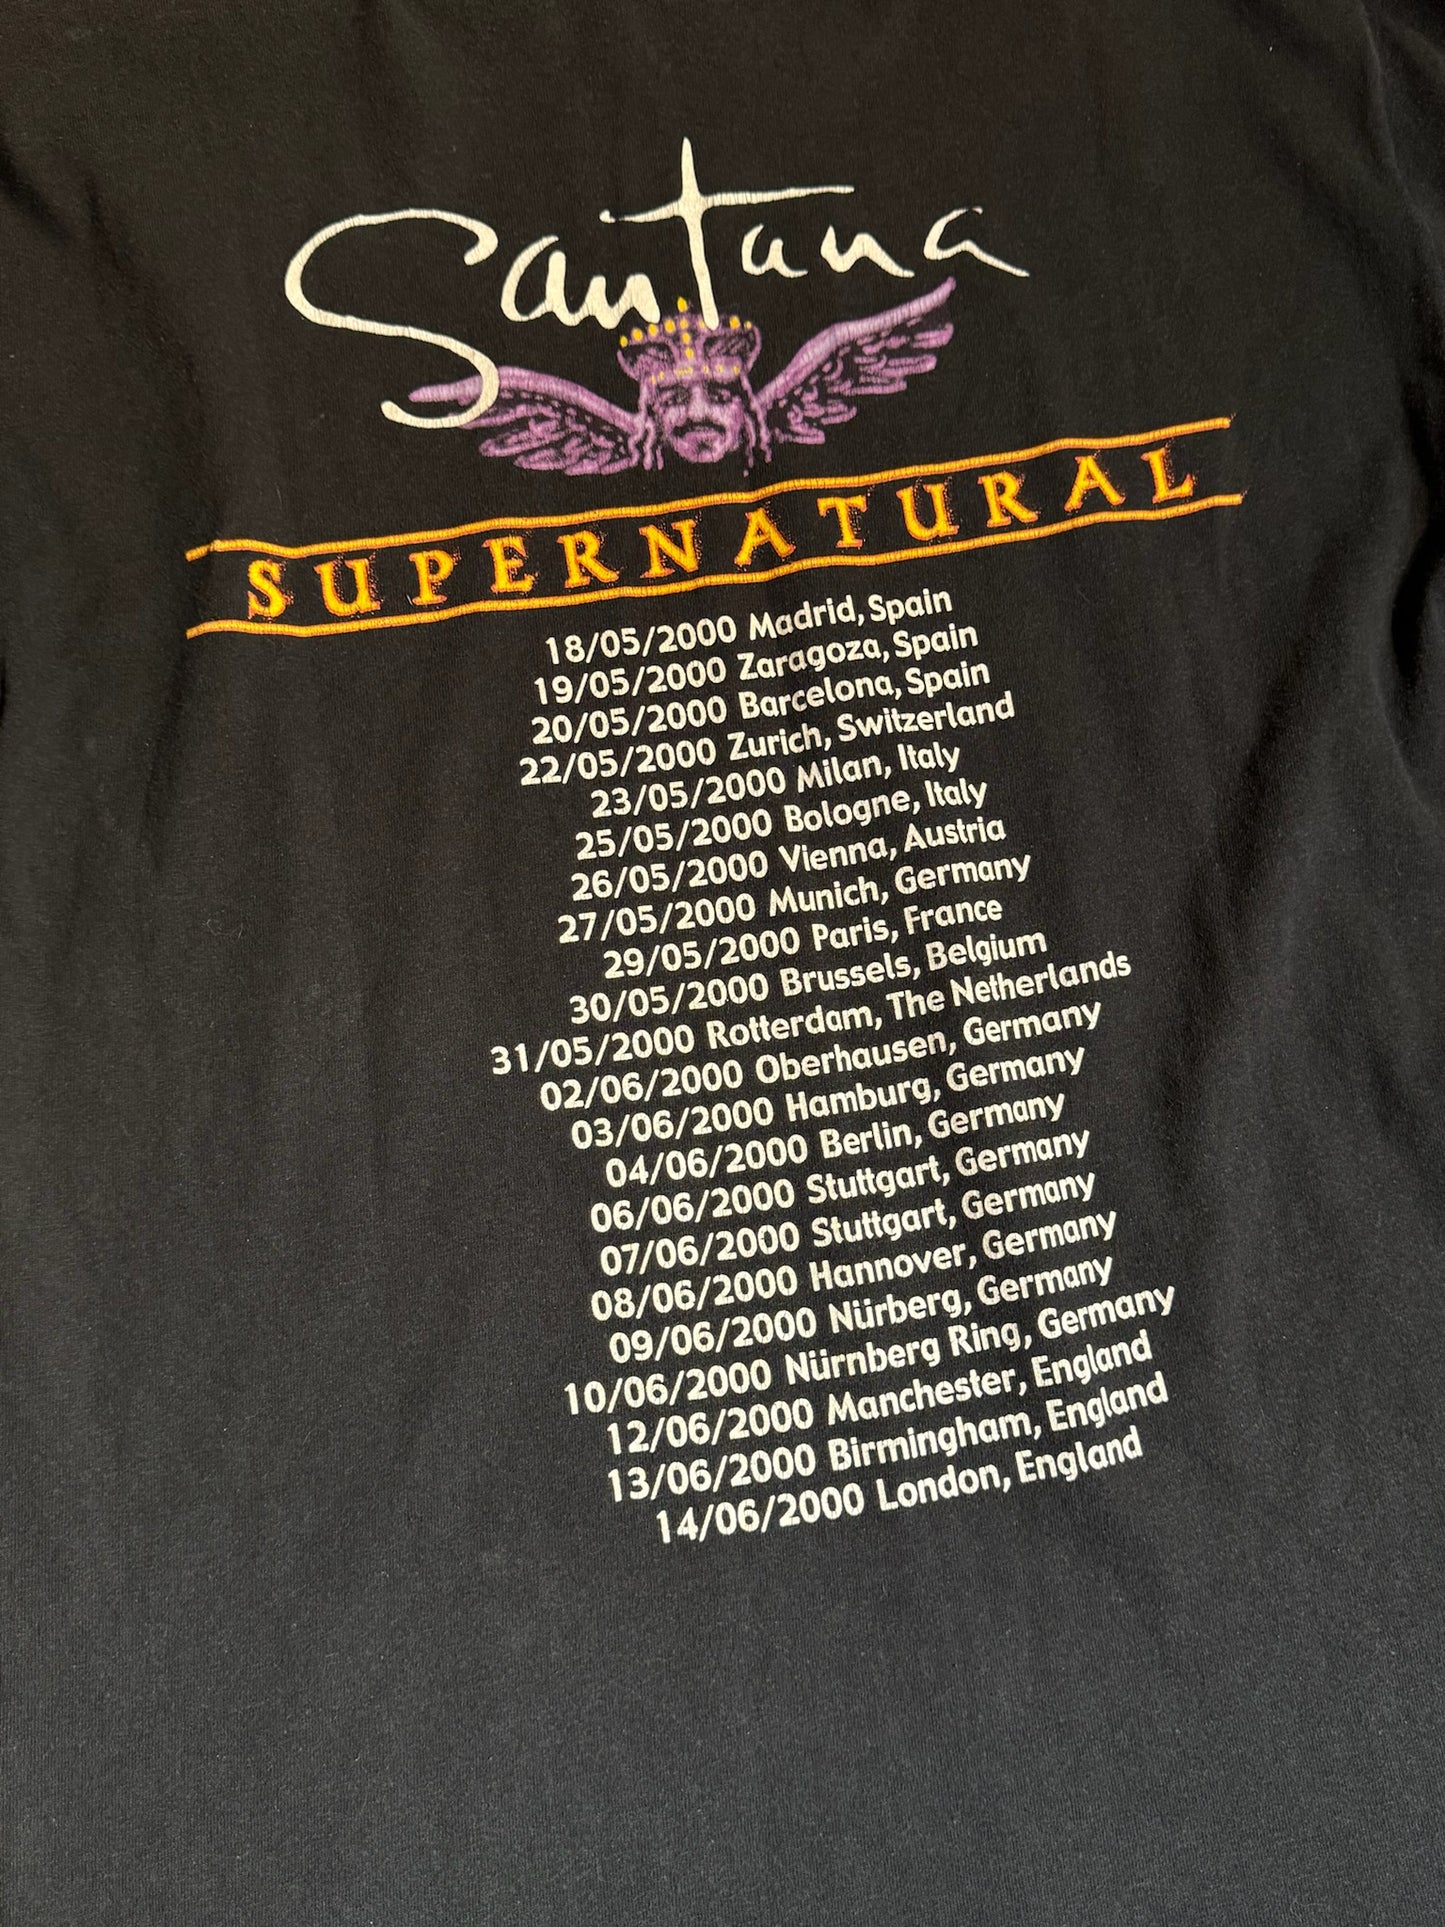 Santana
SUPERNATURAL
18/05/2000 Madrid, Spain
19/05/2000 Zaragoza, Spain
20/05/2000 Barcelona, Spain
22/05/2000 Zurich, Switzerland
23/05/2000 Milan, Italy
25/05/2000 Bologne, Italy
26/05/2000 Vienna, Austria
27/05/2000 Munich, Germany
29/05/2000 Paris, France
30/05/2000 Brussels, Belgium
31/05/2000 Rotterdam, The Netherlands
02/06/2000 Oberhausen, Germany
03/06/2000 Hamburg, Germany
04/06/2000 Berlin, Germany
06/06/2000 Stuttgart, Germany
07/06/2000 Stuttgart, Germany
08/06/2000 Hannover, Germany
09/06/2000 Nürberg, Germany
10/06/2000 Nürnberg Ring, Germany
12/06/2000 Manchester, England
13/06/2000 Birmingham, England
14/06/2000 London, England